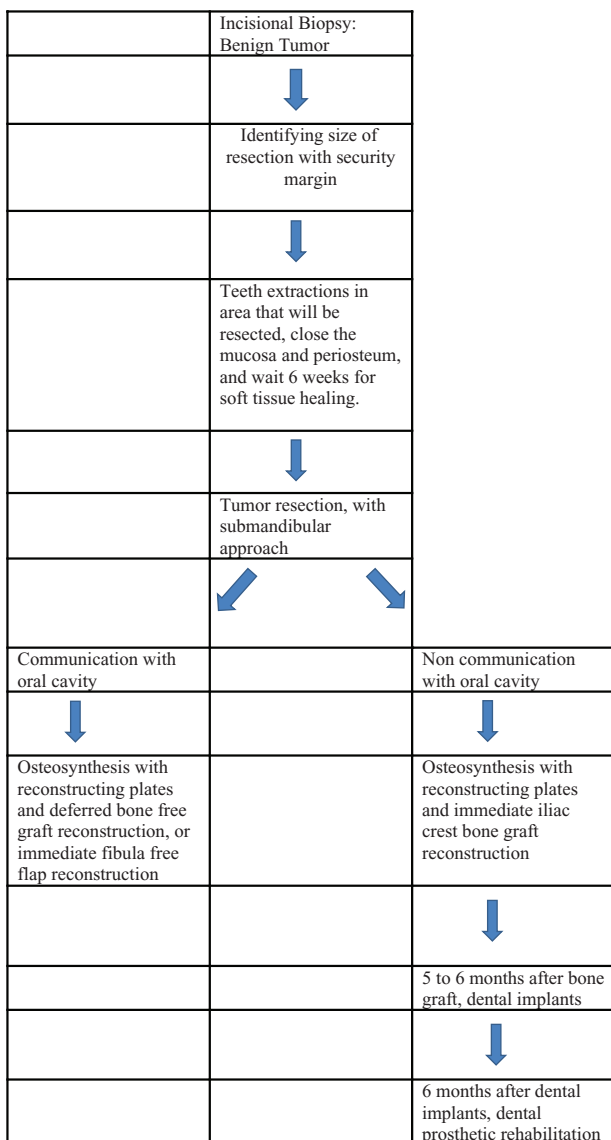 Incisional Biopsy:
Benign Tumor
Identifying size of
resection with security
margin
Teeth extractions in
area that will be
resected, close the
mucosa and periosteum,
and wait 6 weeks for
soft tissue healing.
Tumor resection, with
submandibular
approach
Communication with
oral cavity
Non communication
with oral cavity
Osteosynthesis with
reconstructing plates
and deferred bone free
graft reconstruction, or
immediate fibula free
flap reconstruction
Osteosynthesis with
reconstructing plates
and immediate iliac
crest bone graft
reconstruction
5 to 6 months after bone
graft, dental implants
6 months after dental
implants, dental
prosthetic rehabilitation